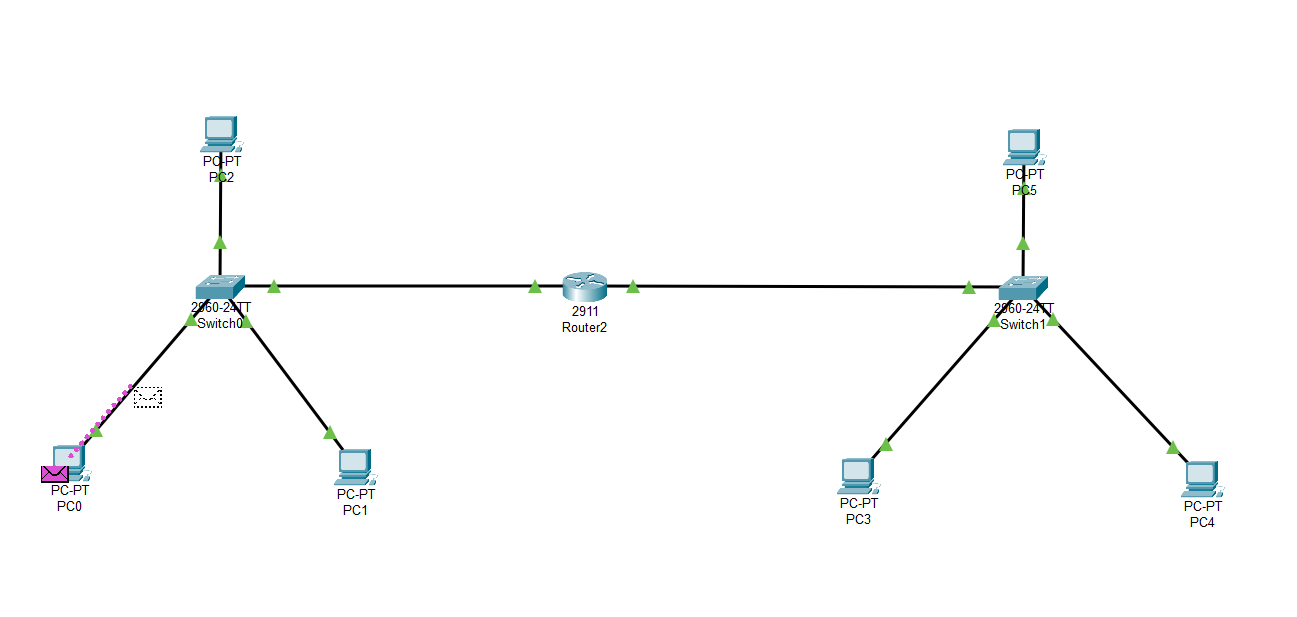 PC-PT
PC2
PC-PT
PC5
2960-24TT
Switch0
2911
Router2
2960-24TT
Switch1
PC-PT
PC0
PC-PT
PC1
PC-PT
PC3
PC-PT
PC4